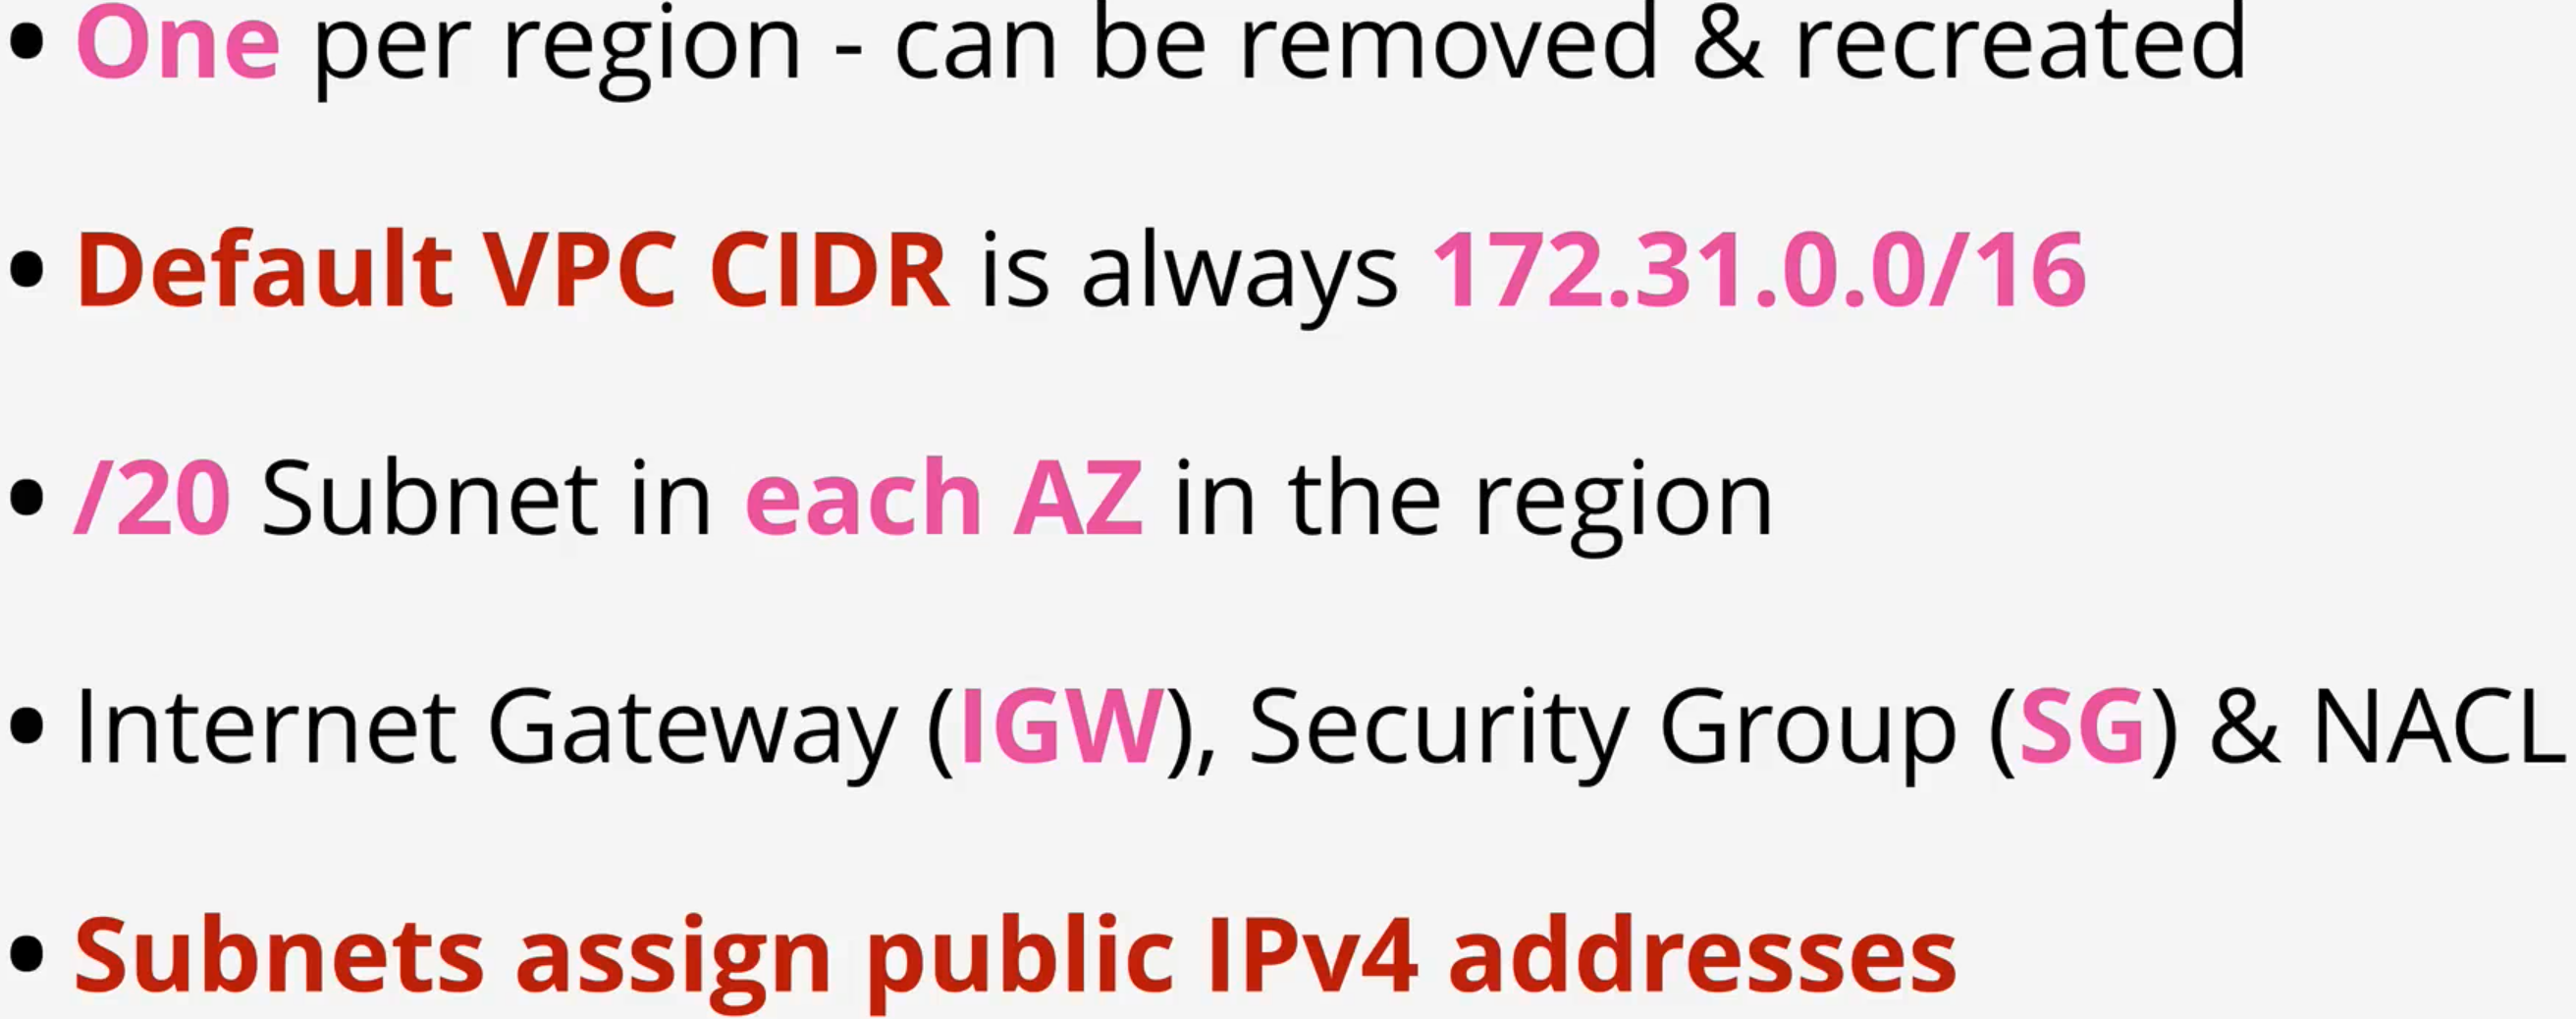 • One per region - can be removed & recreated
• Default VPC CIDR is always 172.31.0.0/16
• /20 Subnet in each AZ in the region
• Internet Gateway (IGW), Security Group (SG) & NACL
• Subnets assign public IPv4 addresses